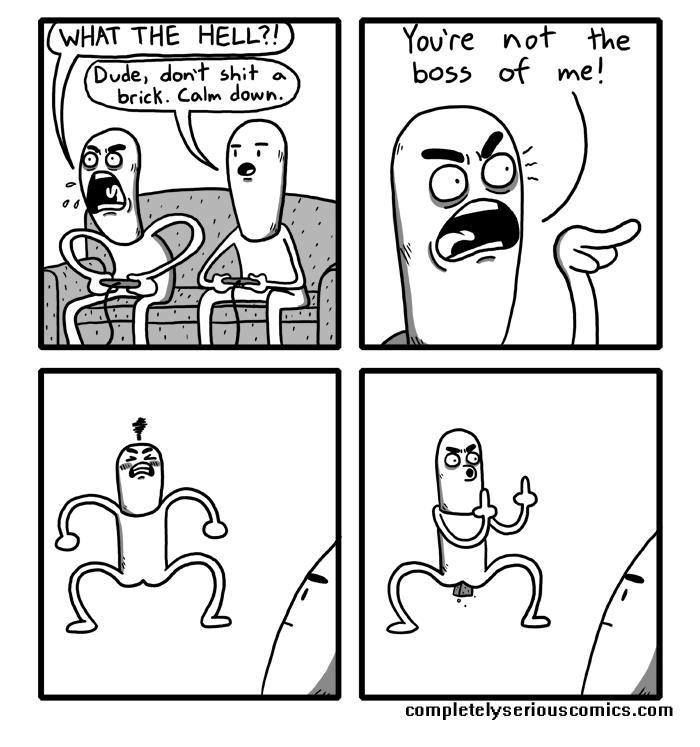 WHAT THE HELL?!
Dude, don't shit a
brick. Calm down.
You're not the
boss of me!
completelyseriouscomics.com